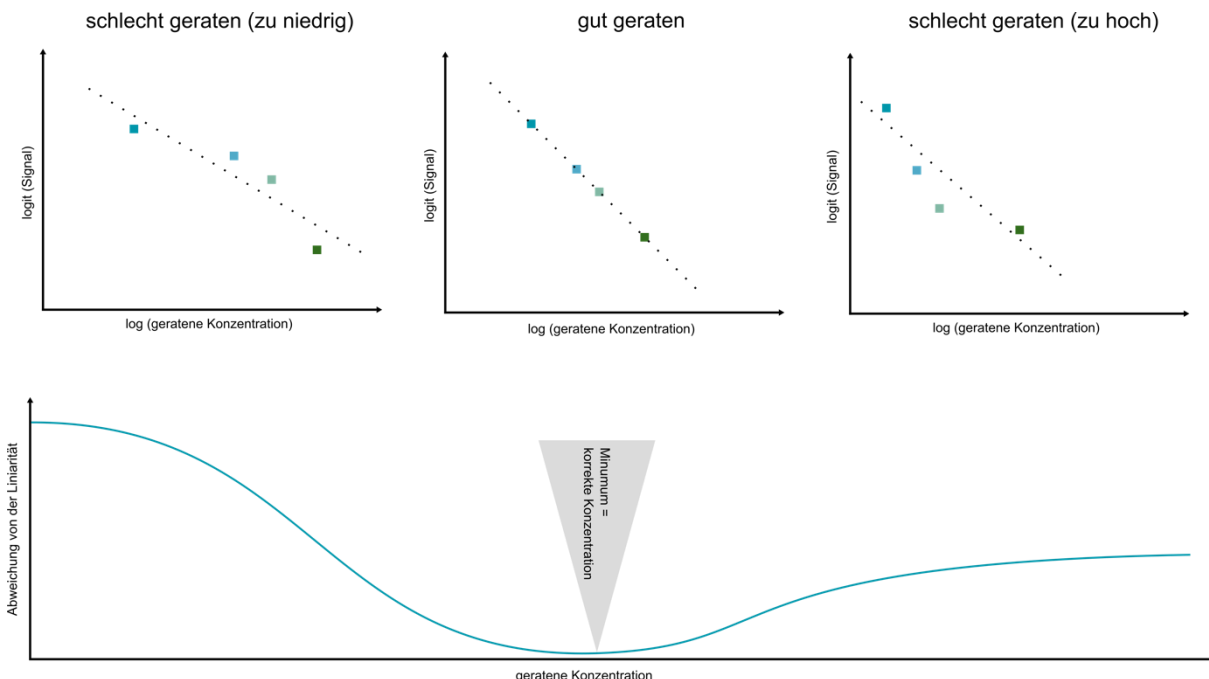 schlecht geraten (zu niedrig)
gut geraten
schlecht geraten (zu hoch)
logit (Signal)
log (geratene Konzentration)
logit (Signal)
log (geratene Konzentration)
logit (Signal)
log (geratene Konzentration)
Abweichung von der Liniarität
Minumum =
korrekte Konzentration
geratene Konzentration